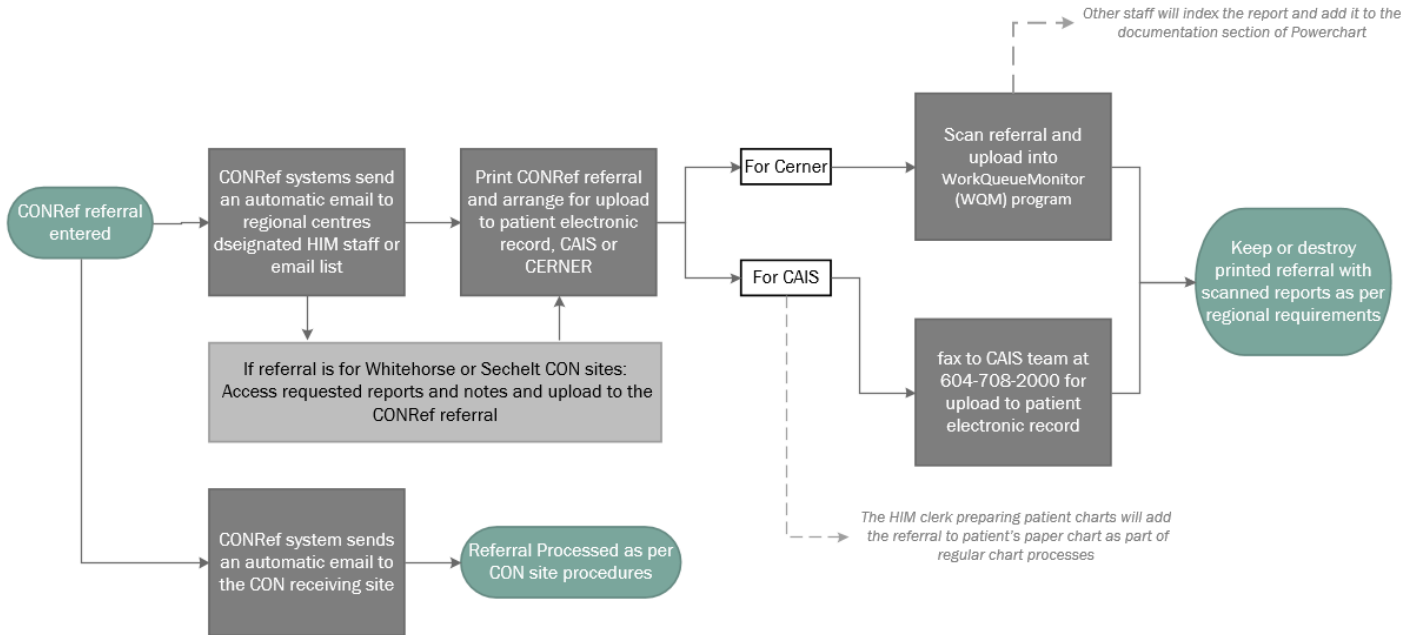 Other staff will index the report and add it to the
documentation section of Powerchart
CONRef referral
entered
CONRef systems send
an automatic email to
regional centres
dseignated HIM staff or
email list
Print CONRef referral
and arrange for upload
to patient electronic
record, CAIS or
CERNER
For Cerner
For CAIS
Scan referral and
upload into
WorkQueueMonitor
(WQM) program
fax to CAIS team at
604-708-2000 for
upload to patient
electronic record
Keep or destroy
printed referral with
scanned reports as per
regional requirements
If referral is for Whitehorse or Sechelt CON sites:
Access requested reports and notes and upload to the
CONRef referral
The HIM clerk preparing patient charts will add
the referral to patient's paper chart as part of
regular chart processes
CONRef system sends
an automatic email to
the CON receiving site
Referral Processed as per
CON site procedures